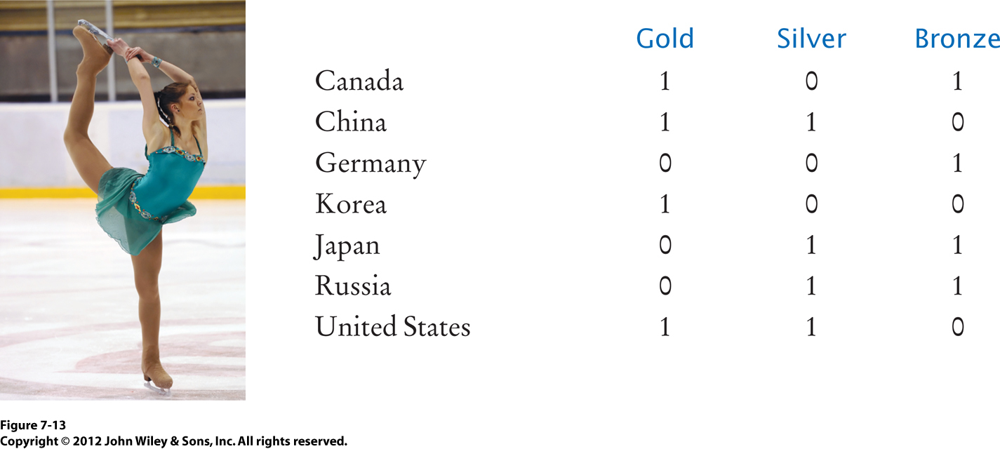 Gold Silver Bronze
Canada 1 0 1
China 1 1 0
Germany 0 0 1
Korea 1 0 0
Japan 0 1 1
Russia 0 1 1
United States 1 1 0
Figure 7-13
Copyright © 2012 John Wiley & Sons, Inc. All rights reserved.